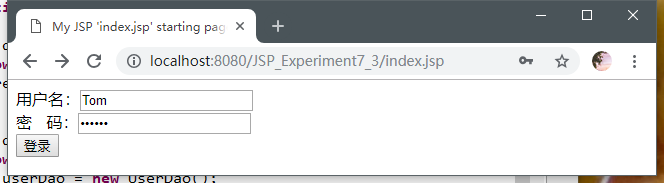 My JSP 'index.jsp' starting pag
localhost:8080/JSP_Experiment7_3/index.jsp
用户名：Tom
密 码：••••••
登录
userDao = new UserDao();